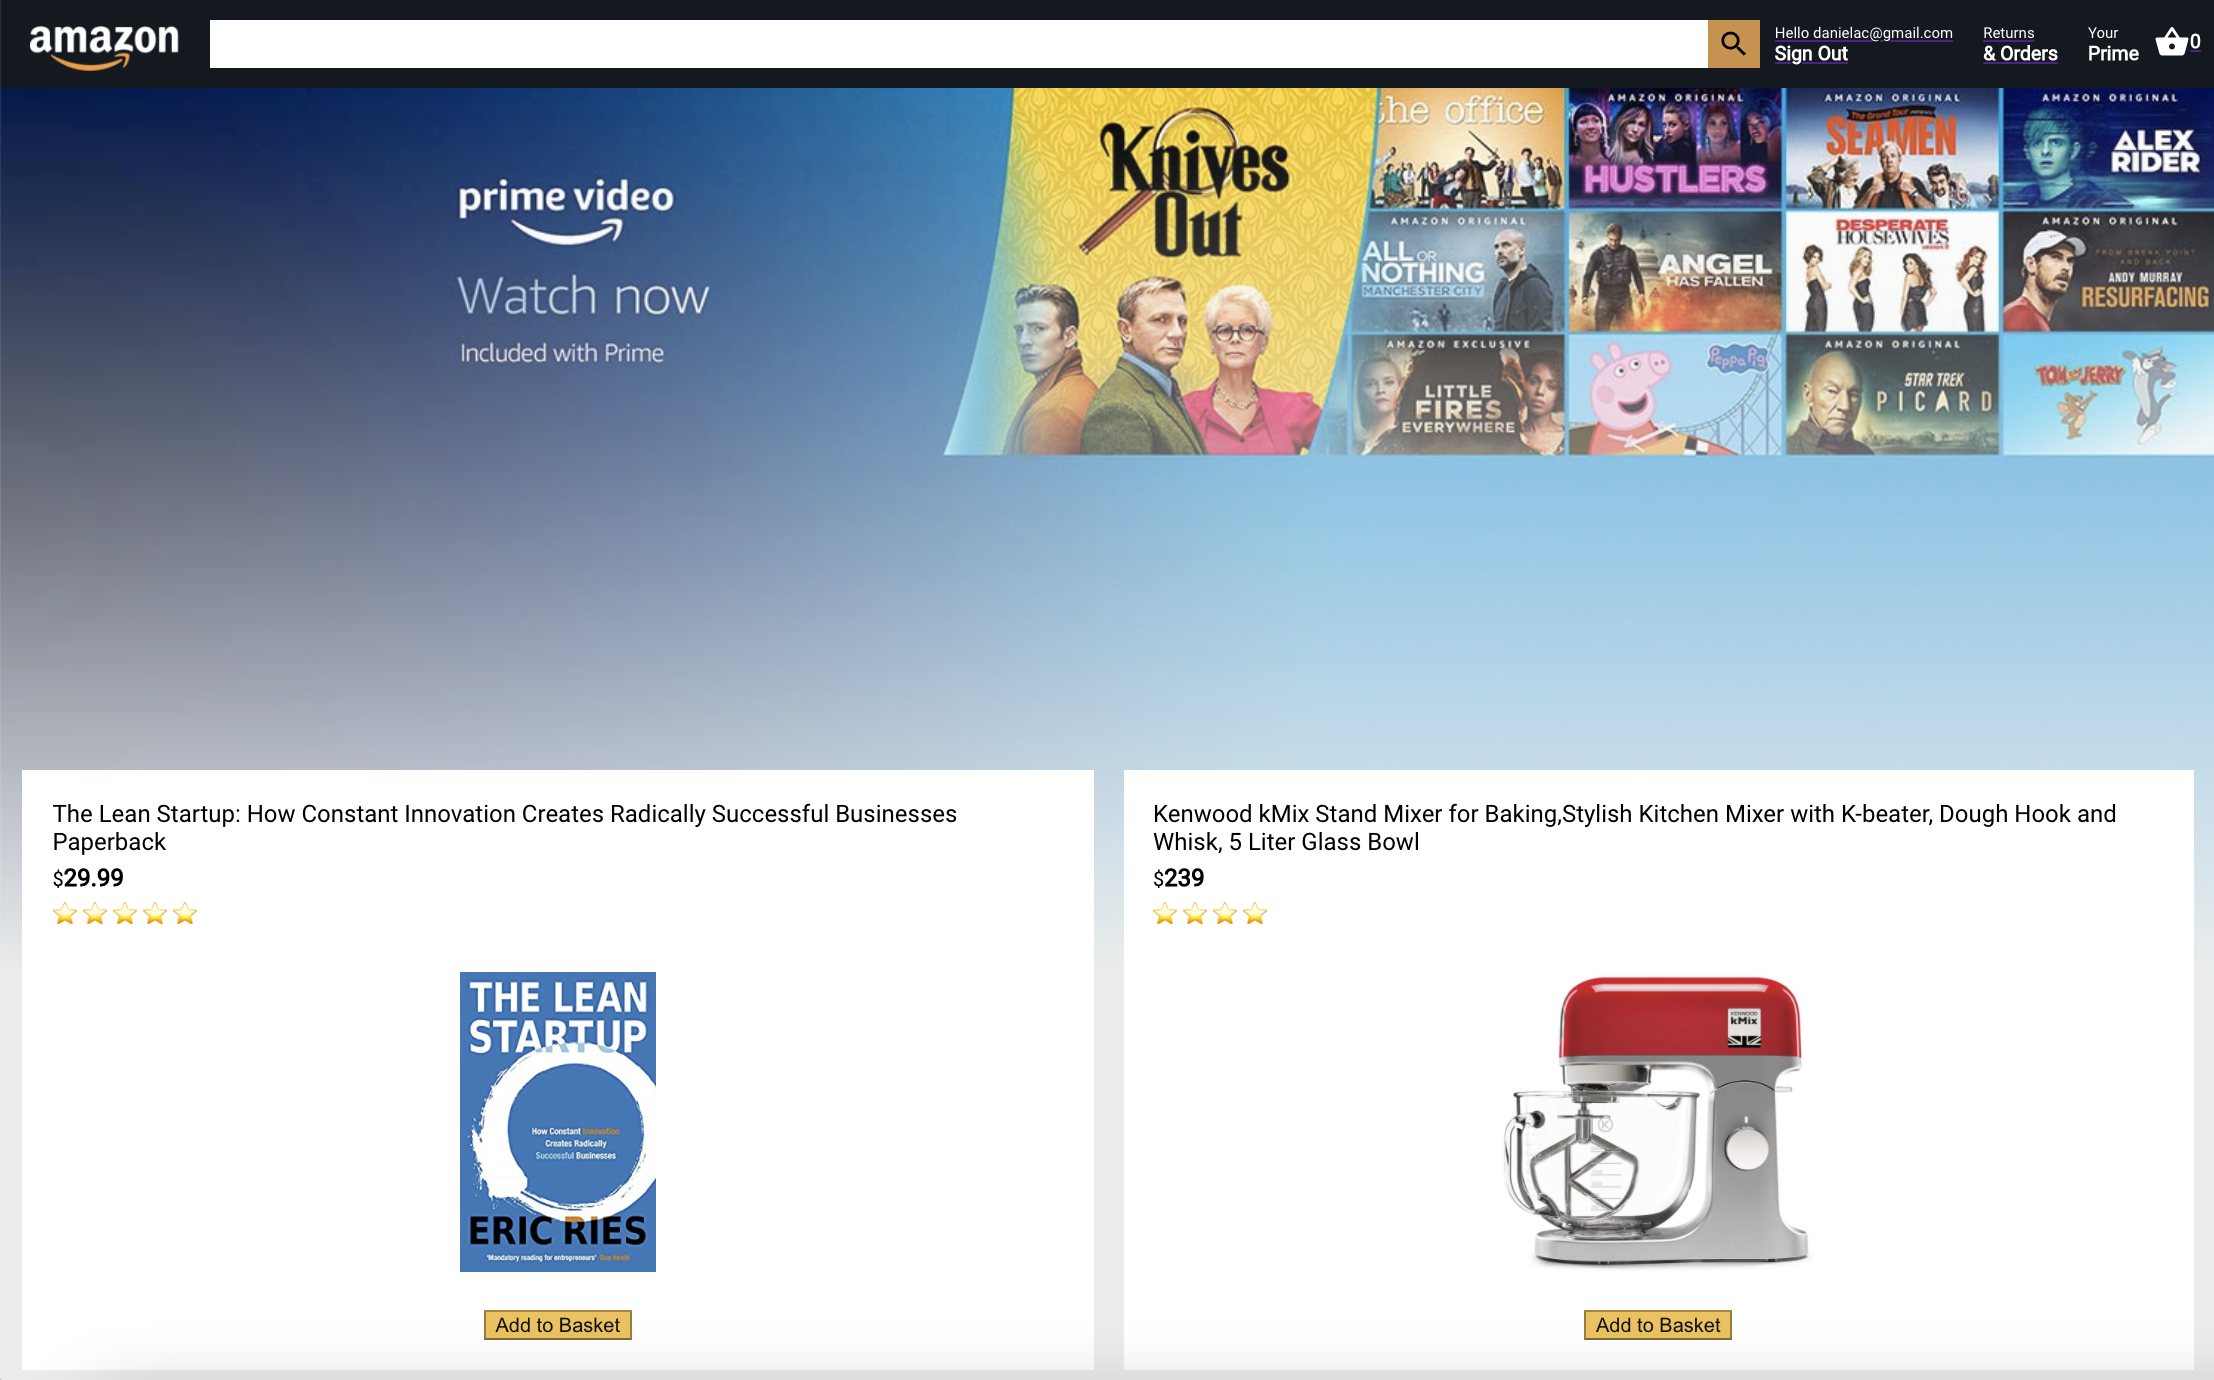 amazon
Hello danielac@gmail.com
Sign Out
Returns
& Orders
Your
Prime
0
prime video
Watch now
Included with Prime
Knives
Out
the office
AMAZON ORIGINAL
HUSTLERS
AMAZON ORIGINAL
The Grand Tour
SEAMEN
AMAZON ORIGINAL
ALEX
RIDER
AMAZON ORIGINAL
ALL OR
NOTHING
MANCHESTER CITY
ANGEL
HAS FALLEN
DESPERATE
HOUSEWIVES
AMAZON ORIGINAL
ANDY MURRAY
RESURFACING
AMAZON EXCLUSIVE
LITTLE
FIRES
EVERYWHERE
Peppa Pig
AMAZON ORIGINAL
STAR TREK
PICARD
TOM and JERRY
The Lean Startup: How Constant Innovation Creates Radically Successful Businesses
Paperback
$29.99
THE LEAN
STARTUP
How Constant Innovation
Creates Radically
Successful Businesses
ERIC RIES
'Mandatory reading for entrepreneurs' Dan Heath
Add to Basket
Kenwood kMix Stand Mixer for Baking,Stylish Kitchen Mixer with K-beater, Dough Hook and
Whisk, 5 Liter Glass Bowl
$239
KENWOOD
kMix
K
Add to Basket